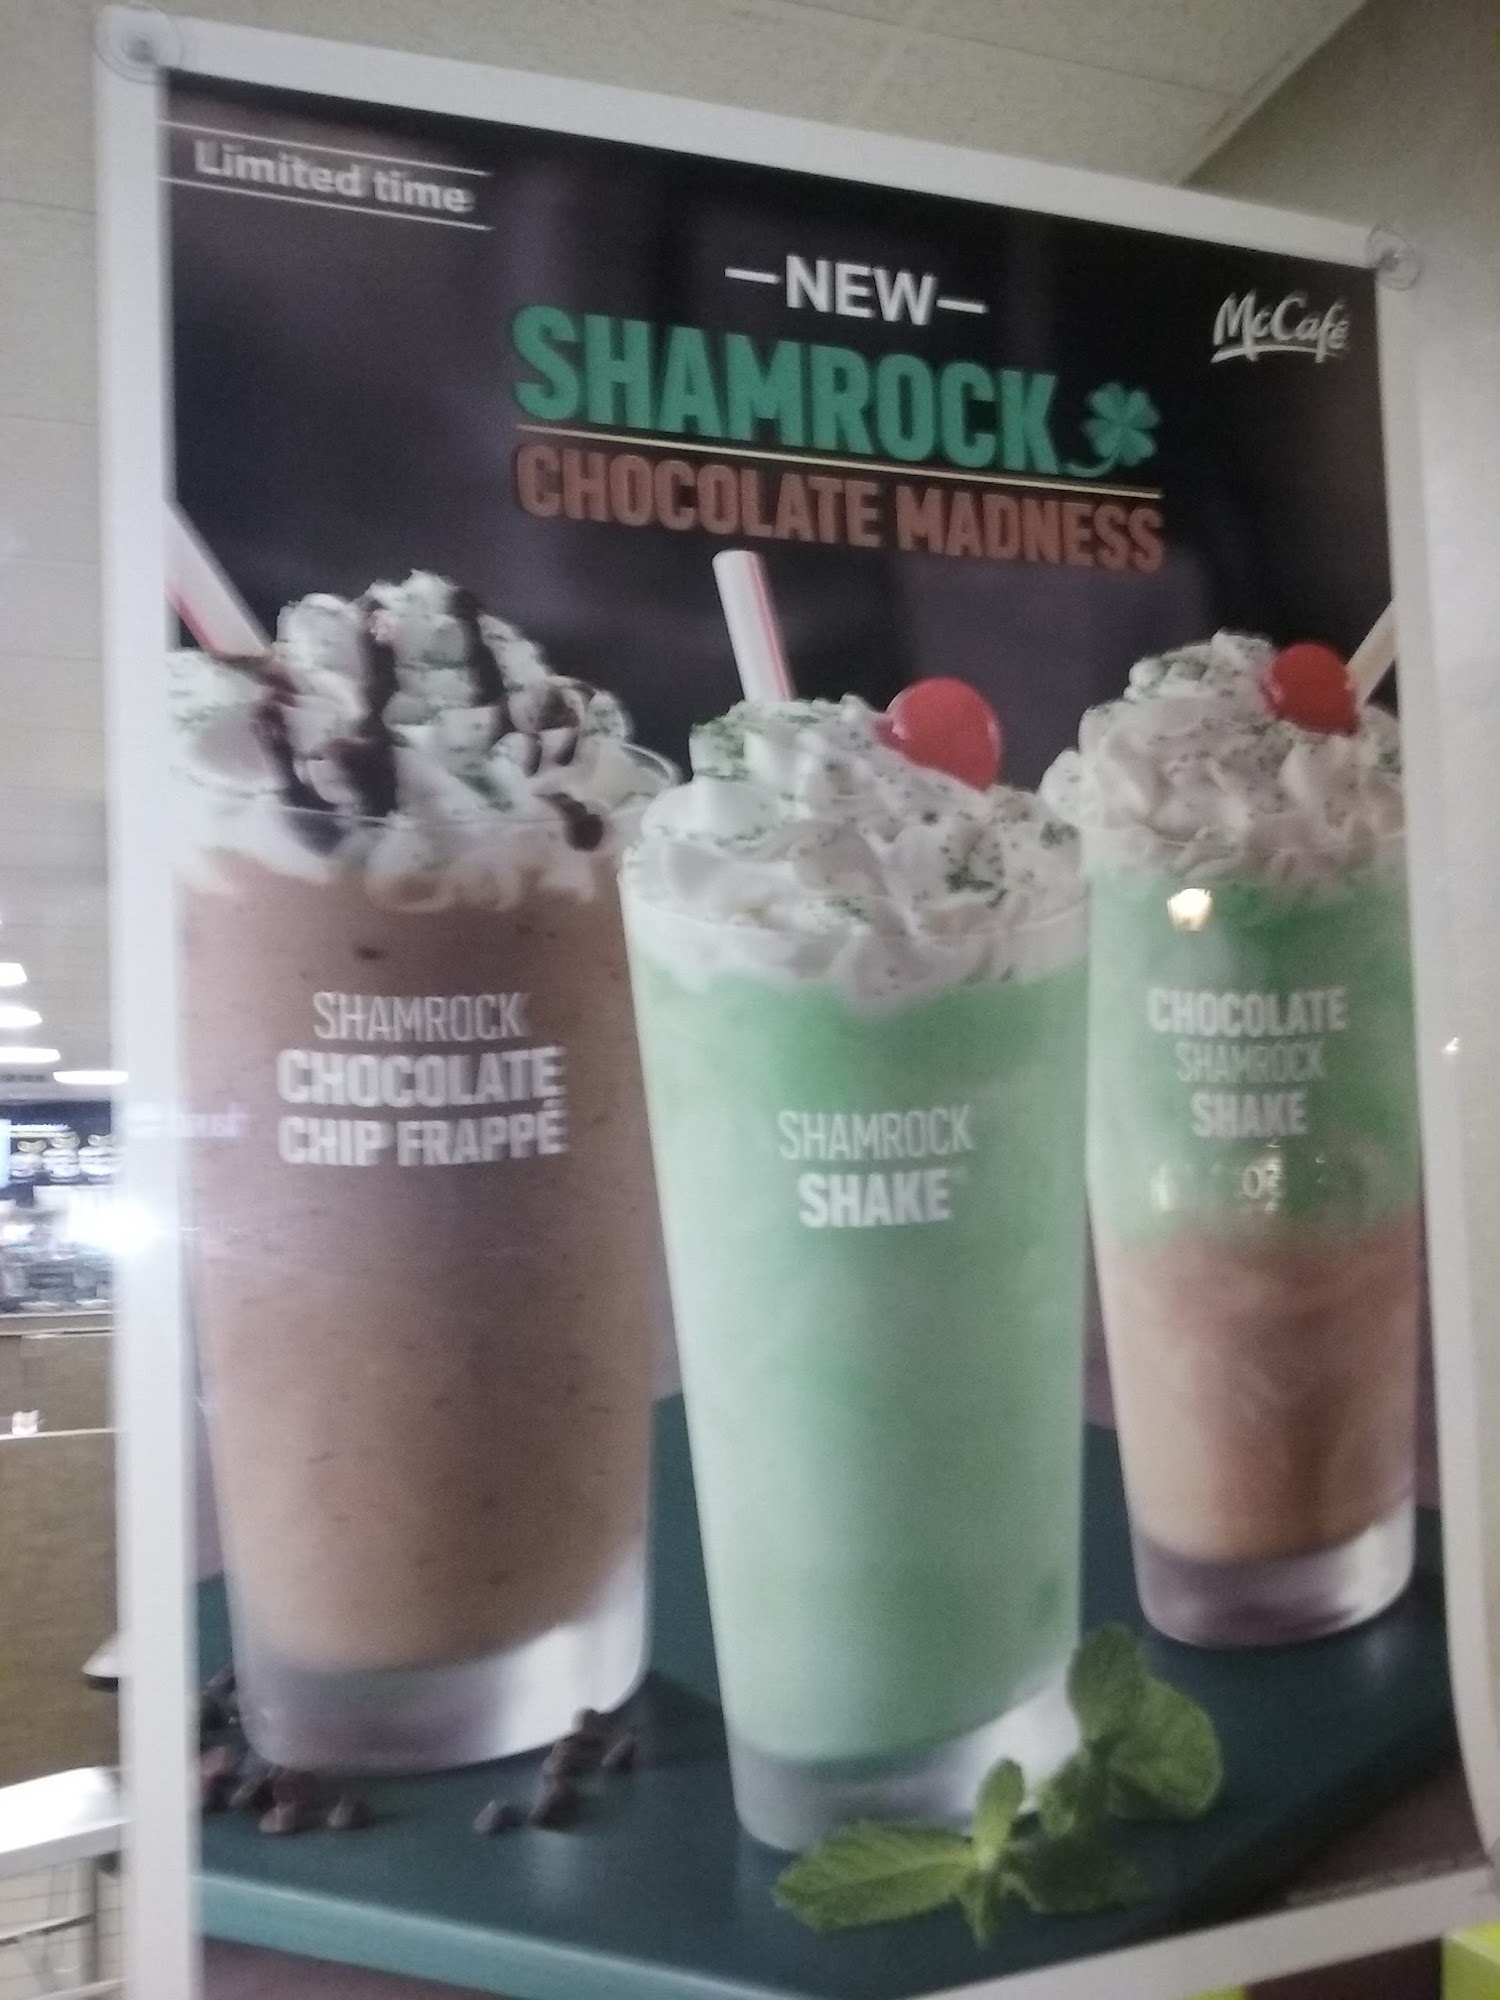 Limited time
—NEW—
McCafé
SHAMROCK
CHOCOLATE MADNESS
SHAMROCK
CHOCOLATE
CHIP FRAPPÉ
SHAMROCK
SHAKE
CHOCOLATE
SHAMROCK
SHAKE